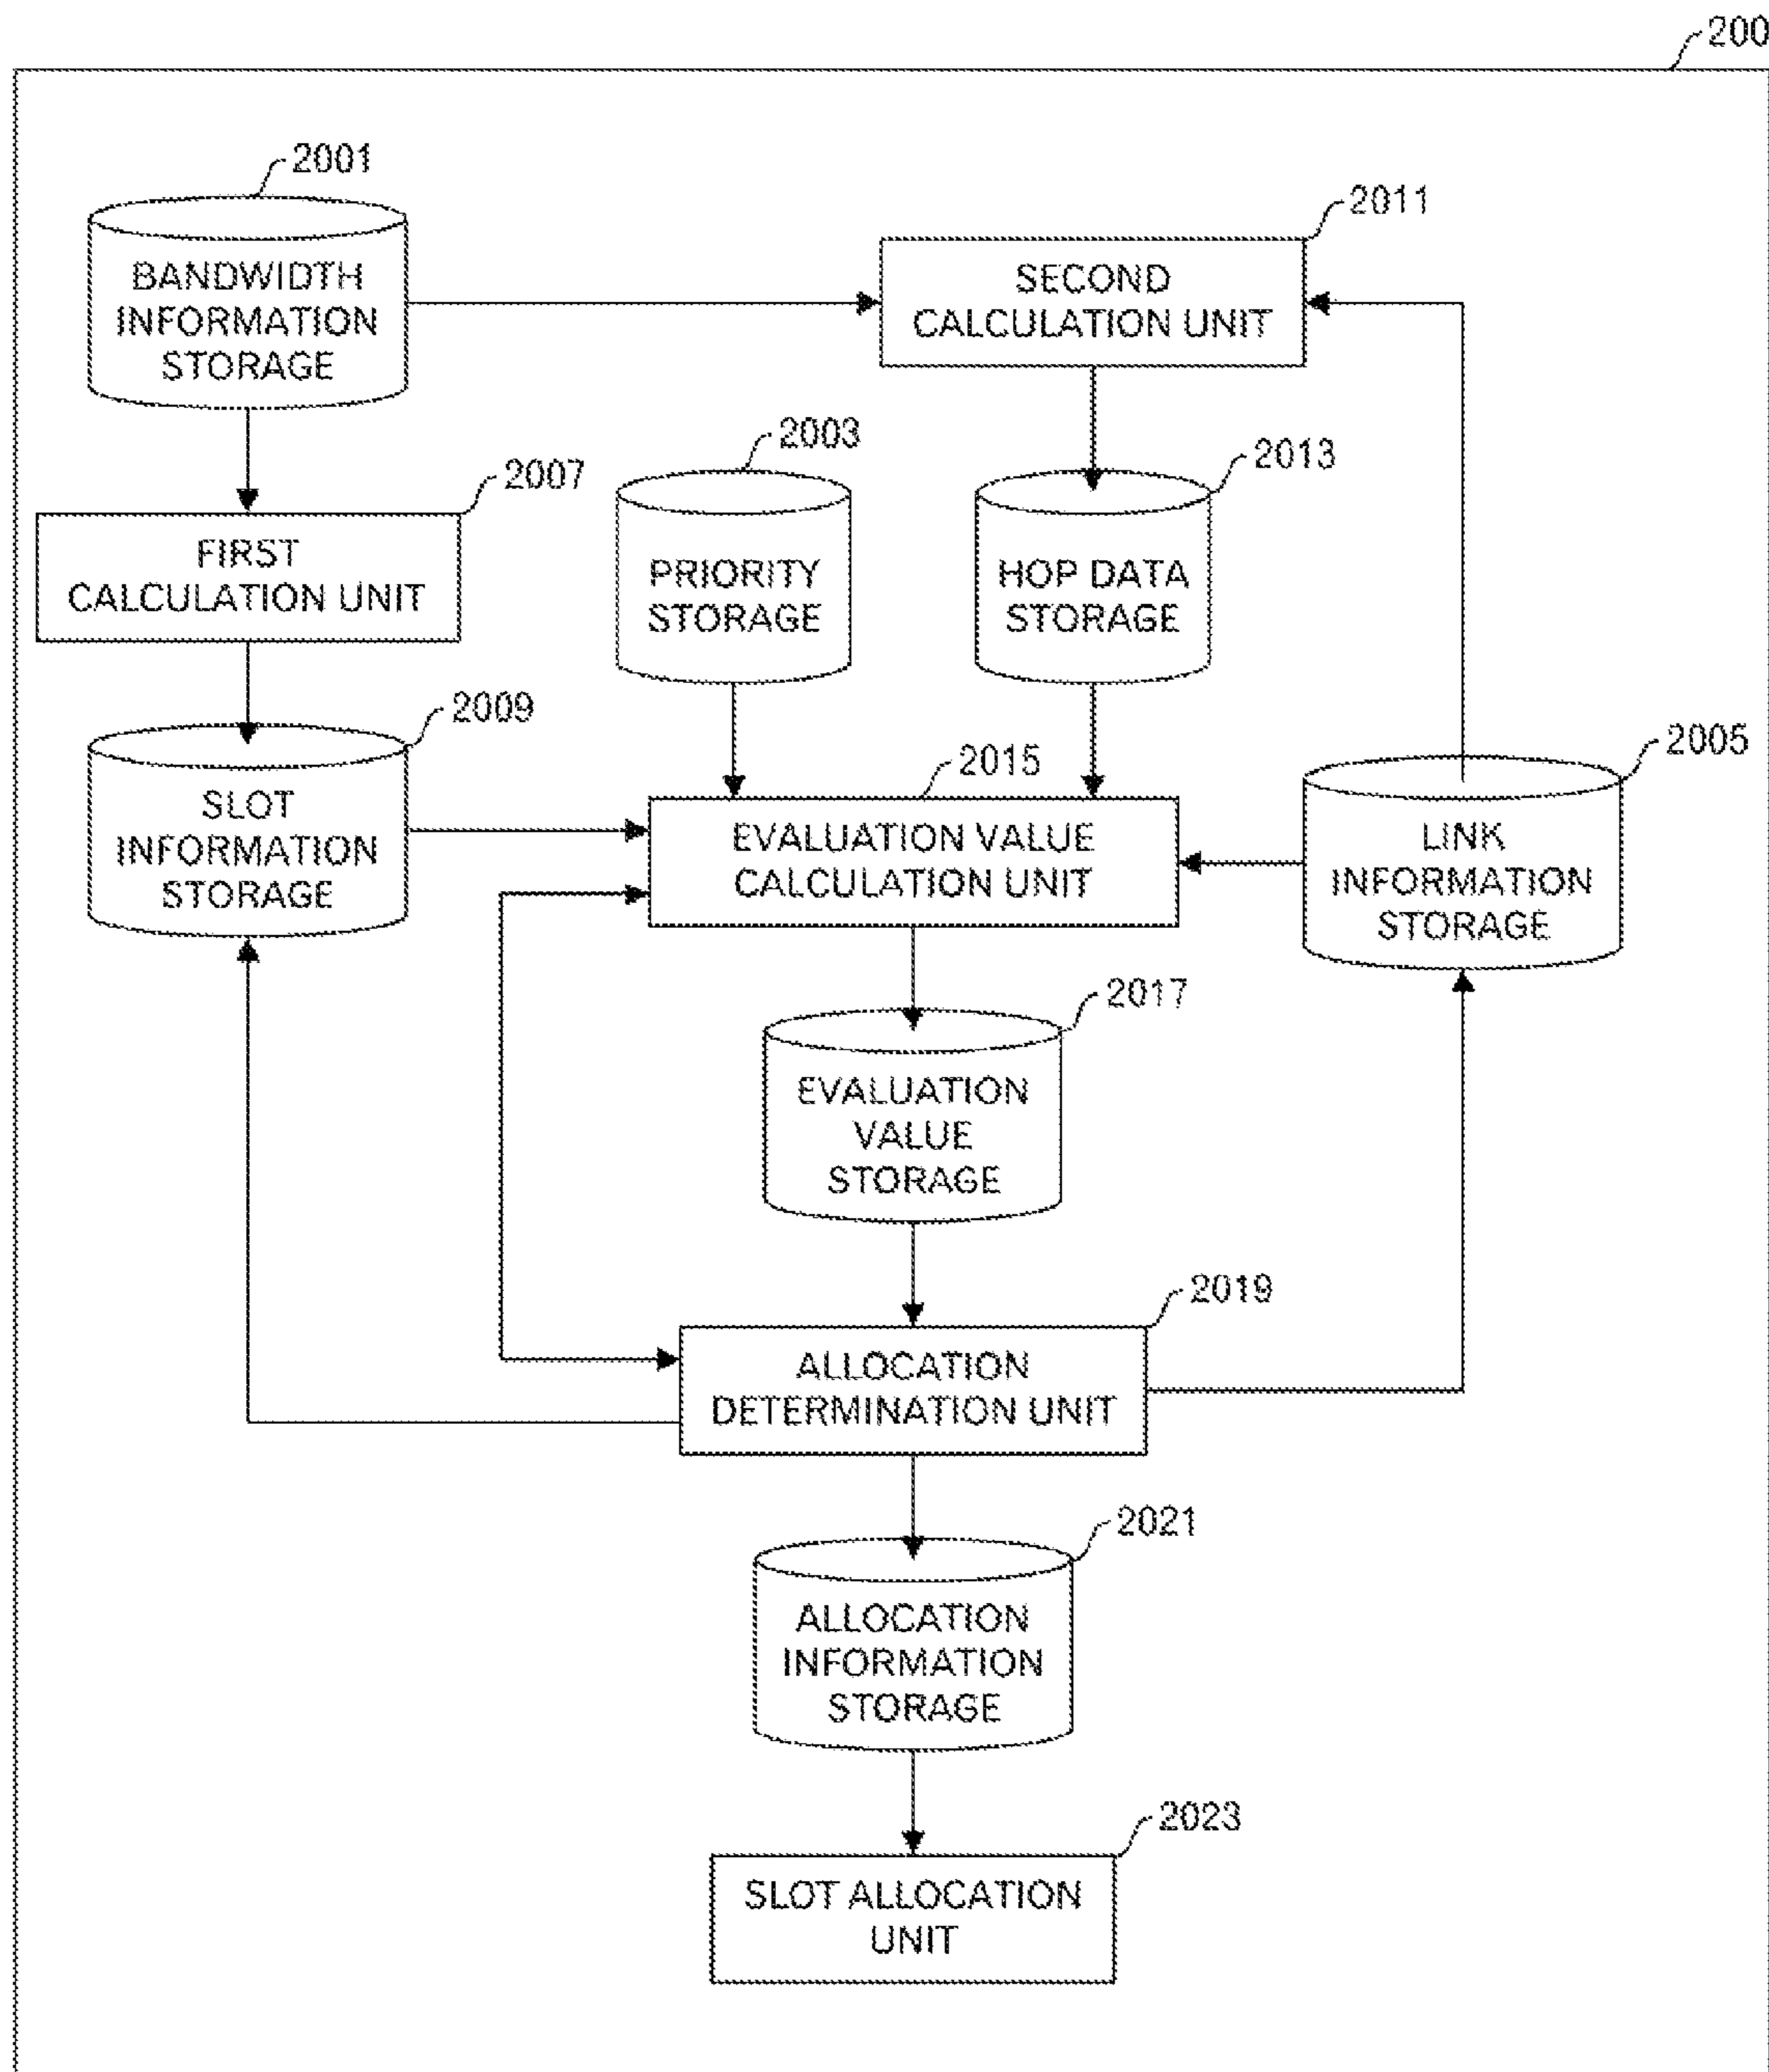 200
2001
BANDWIDTH
INFORMATION
STORAGE
2011
SECOND
CALCULATION UNIT
2003
PRIORITY
STORAGE
2013
HOP DATA
STORAGE
2007
FIRST
CALCULATION UNIT
2009
SLOT
INFORMATION
STORAGE
2015
EVALUATION VALUE
CALCULATION UNIT
2005
LINK
INFORMATION
STORAGE
2017
EVALUATION
VALUE
STORAGE
2019
ALLOCATION
DETERMINATION UNIT
2021
ALLOCATION
INFORMATION
STORAGE
2023
SLOT ALLOCATION
UNIT